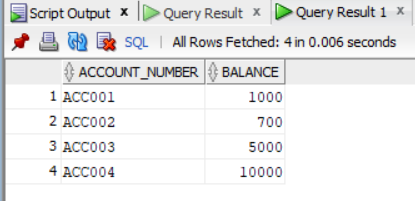 Script Output x Query Result x Query Result 1 x
SQL | All Rows Fetched: 4 in 0.006 seconds
ACCOUNT_NUMBER BALANCE
1 ACC001 1000
2 ACC002 700
3 ACC003 5000
4 ACC004 10000